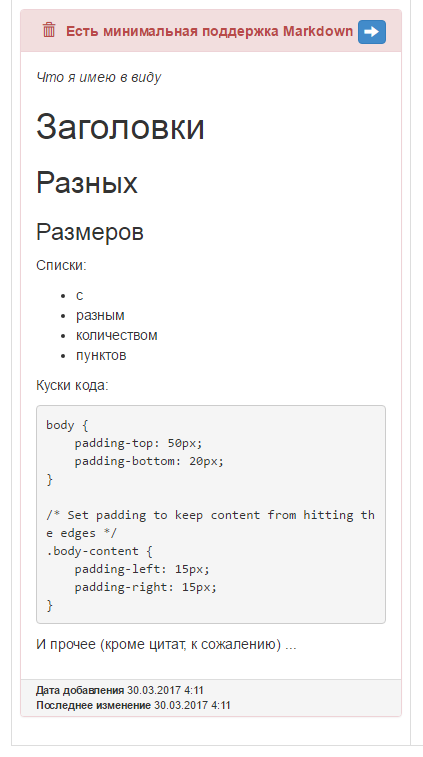 Есть минимальная поддержка Markdown
Что я имею в виду
Заголовки
Разных
Размеров
Списки:
с
разным
количеством
пунктов
Куски кода:
body {
    padding-top: 50px;
    padding-bottom: 20px;
}

/* Set padding to keep content from hitting th
e edges */
.body-content {
    padding-left: 15px;
    padding-right: 15px;
}
И прочее (кроме цитат, к сожалению) ...
Дата добавления 30.03.2017 4:11
Последнее изменение 30.03.2017 4:11